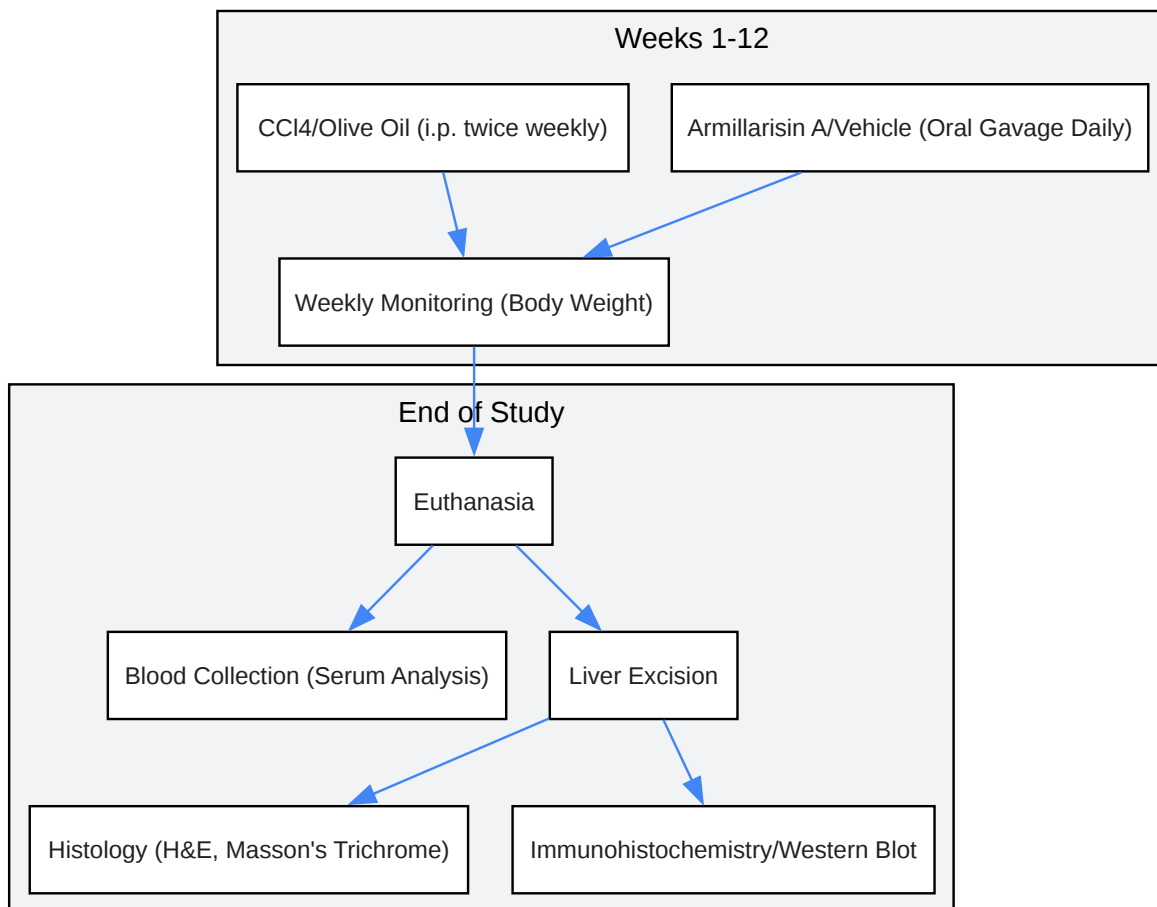 Weeks 1-12
CCl4/Olive Oil (i.p. twice weekly)
Armillarisin A/Vehicle (Oral Gavage Daily)
Weekly Monitoring (Body Weight)
End of Study
Euthanasia
Blood Collection (Serum Analysis)
Liver Excision
Histology (H&E, Masson's Trichrome)
Immunohistochemistry/Western Blot